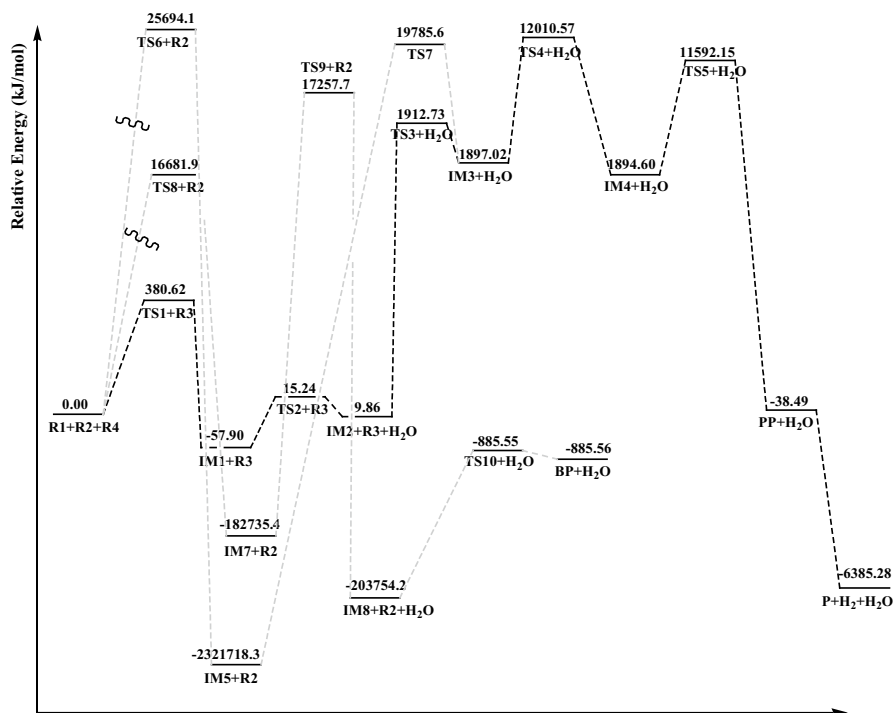 Relative Energy (kJ/mol)
25694.1
TS6+R2
16681.9
TS8+R2
380.62
TS1+R3
0.00
R1+R2+R4
-57.90
IM1+R3
-182735.4
IM7+R2
-2321718.3
IM5+R2
15.24
TS2+R3
TS9+R2
17257.7
9.86
IM2+R3+H₂O
-203754.2
IM8+R2+H₂O
19785.6
TS7
1912.73
TS3+H₂O
1897.02
IM3+H₂O
-885.55
TS10+H₂O
-885.56
BP+H₂O
12010.57
TS4+H₂O
1894.60
IM4+H₂O
11592.15
TS5+H₂O
-38.49
PP+H₂O
-6385.28
P+H₂+H₂O